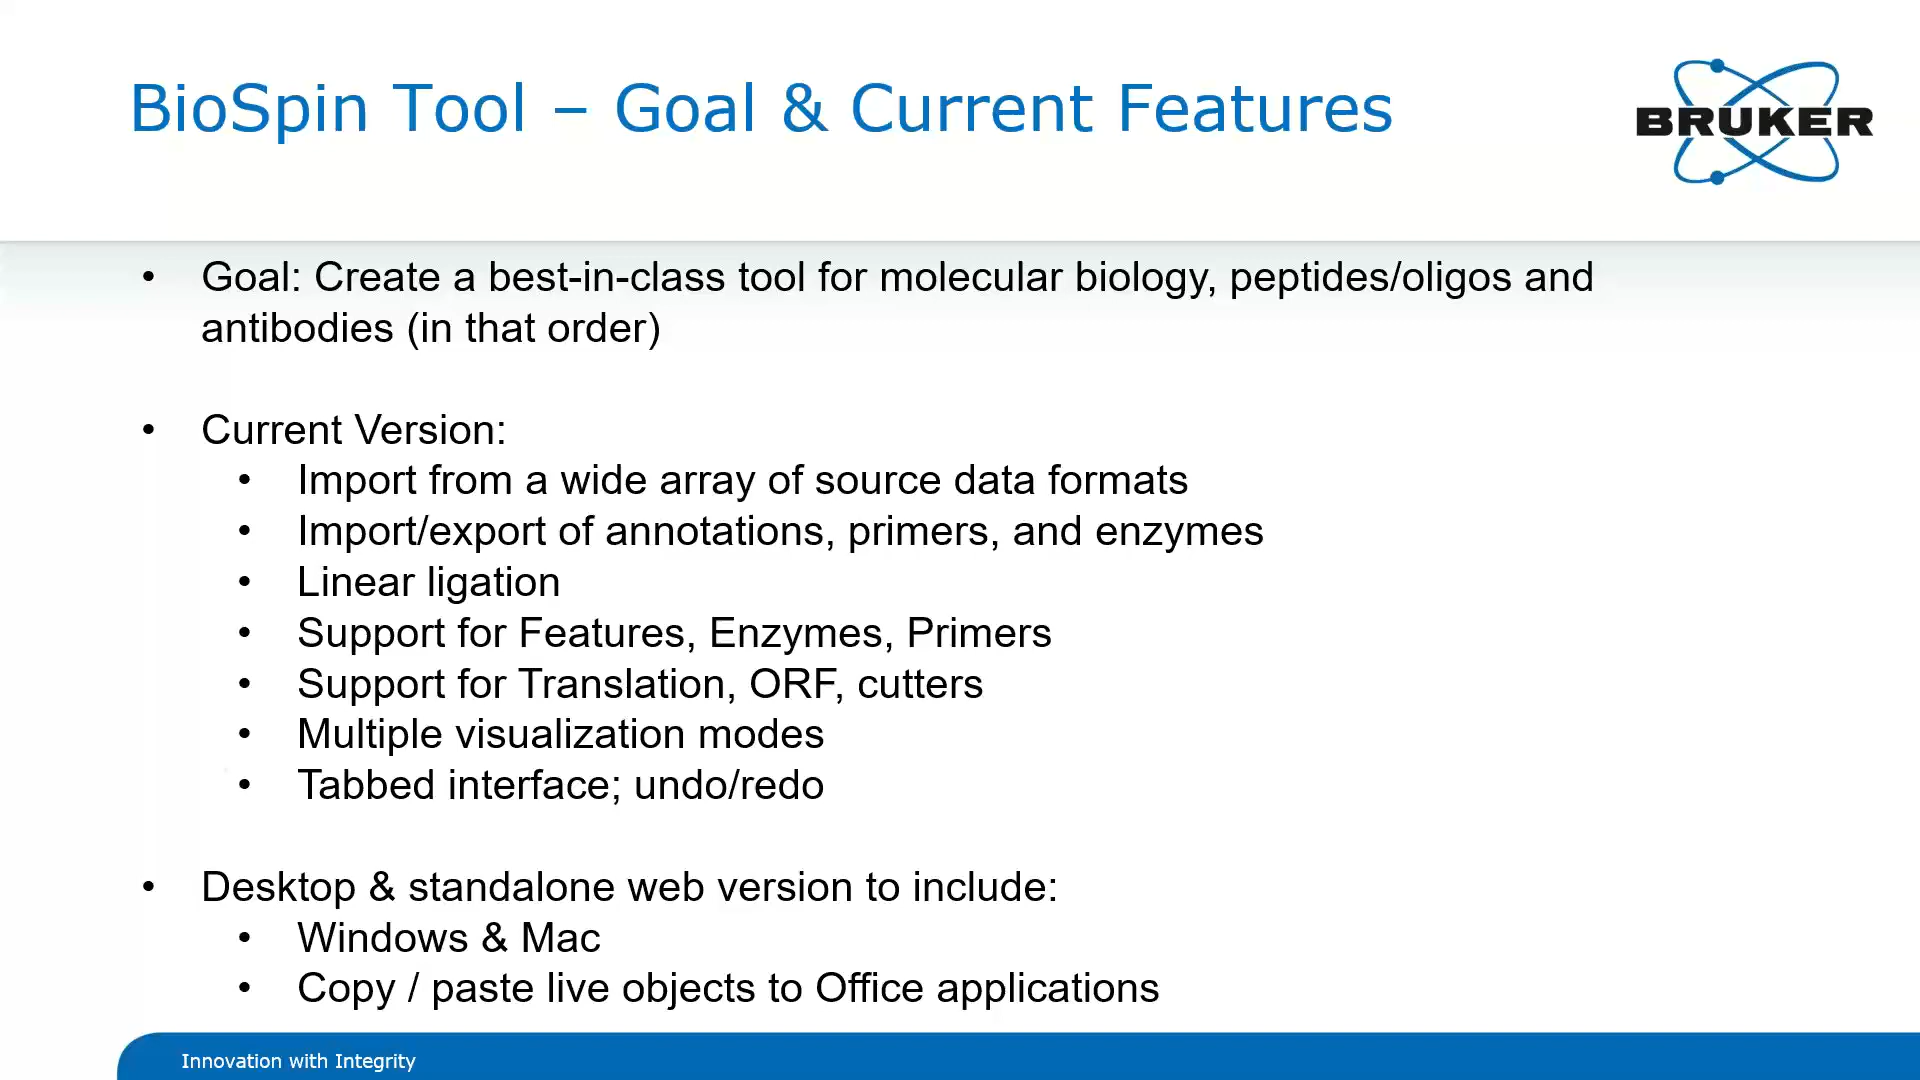 BioSpin Tool – Goal & Current Features
BRUKER
• Goal: Create a best-in-class tool for molecular biology, peptides/oligos and
antibodies (in that order)
• Current Version:
• Import from a wide array of source data formats
• Import/export of annotations, primers, and enzymes
• Linear ligation
• Support for Features, Enzymes, Primers
• Support for Translation, ORF, cutters
• Multiple visualization modes
• Tabbed interface; undo/redo
• Desktop & standalone web version to include:
• Windows & Mac
• Copy / paste live objects to Office applications
Innovation with Integrity